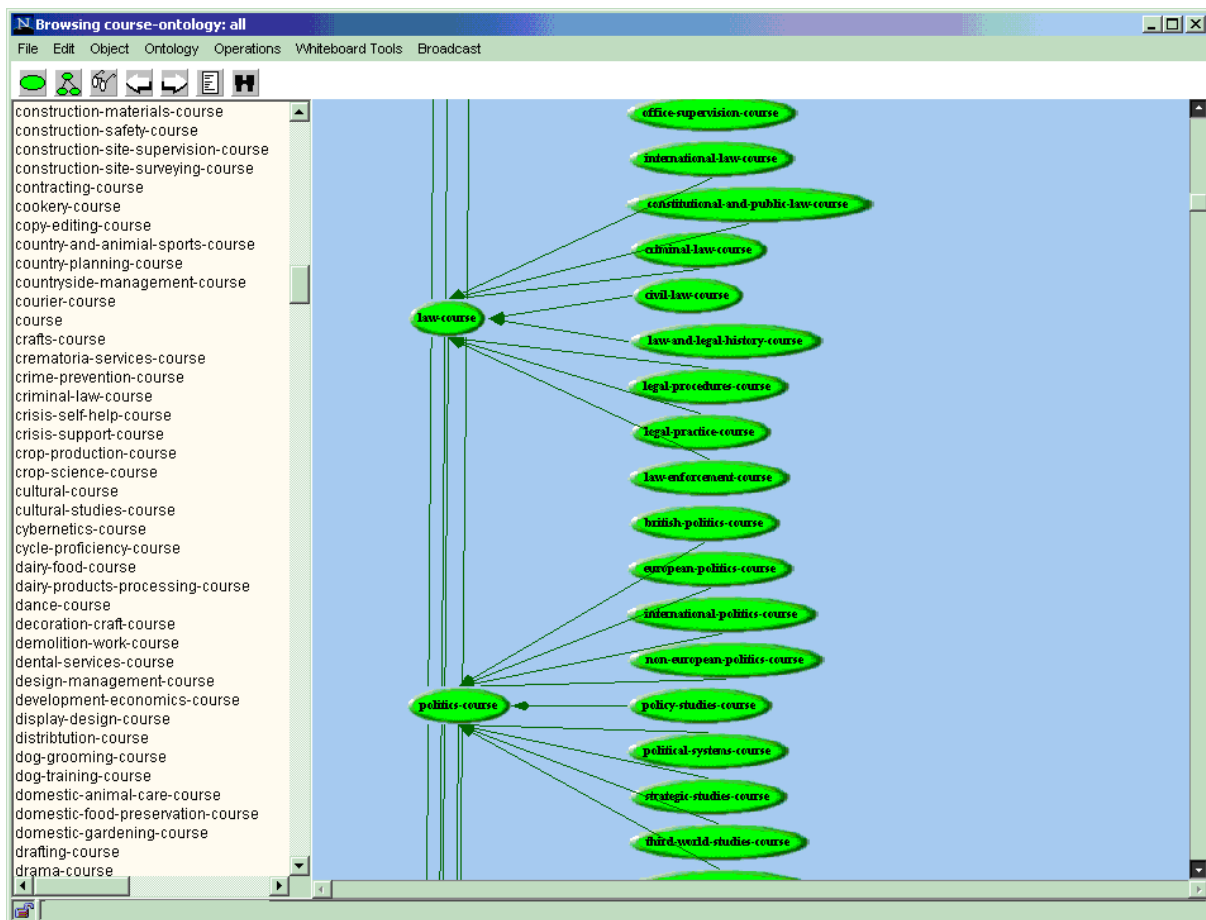 Browsing course-ontology: all
File Edit Object Ontology Operations Whiteboard Tools Broadcast
construction-materials-course
construction-safety-course
construction-site-supervision-course
construction-site-surveying-course
contracting-course
cookery-course
copy-editing-course
country-and-animial-sports-course
country-planning-course
countryside-management-course
courier-course
course
crafts-course
crematoria-services-course
crime-prevention-course
criminal-law-course
crisis-self-help-course
crisis-support-course
crop-production-course
crop-science-course
cultural-course
cultural-studies-course
cybernetics-course
cycle-proficiency-course
dairy-food-course
dairy-products-processing-course
dance-course
decoration-craft-course
demolition-work-course
dental-services-course
design-management-course
development-economics-course
display-design-course
distribtution-course
dog-grooming-course
dog-training-course
domestic-animal-care-course
domestic-food-preservation-course
domestic-gardening-course
drafting-course
drama-course
law-course
politics-course
office-supervision-course
international-law-course
constitutional-and-public-law-course
criminal-law-course
civil-law-course
law-and-legal-history-course
legal-procedures-course
legal-practice-course
law-enforcement-course
british-politics-course
european-politics-course
international-politics-course
non-european-politics-course
policy-studies-course
political-systems-course
strategic-studies-course
third-world-studies-course